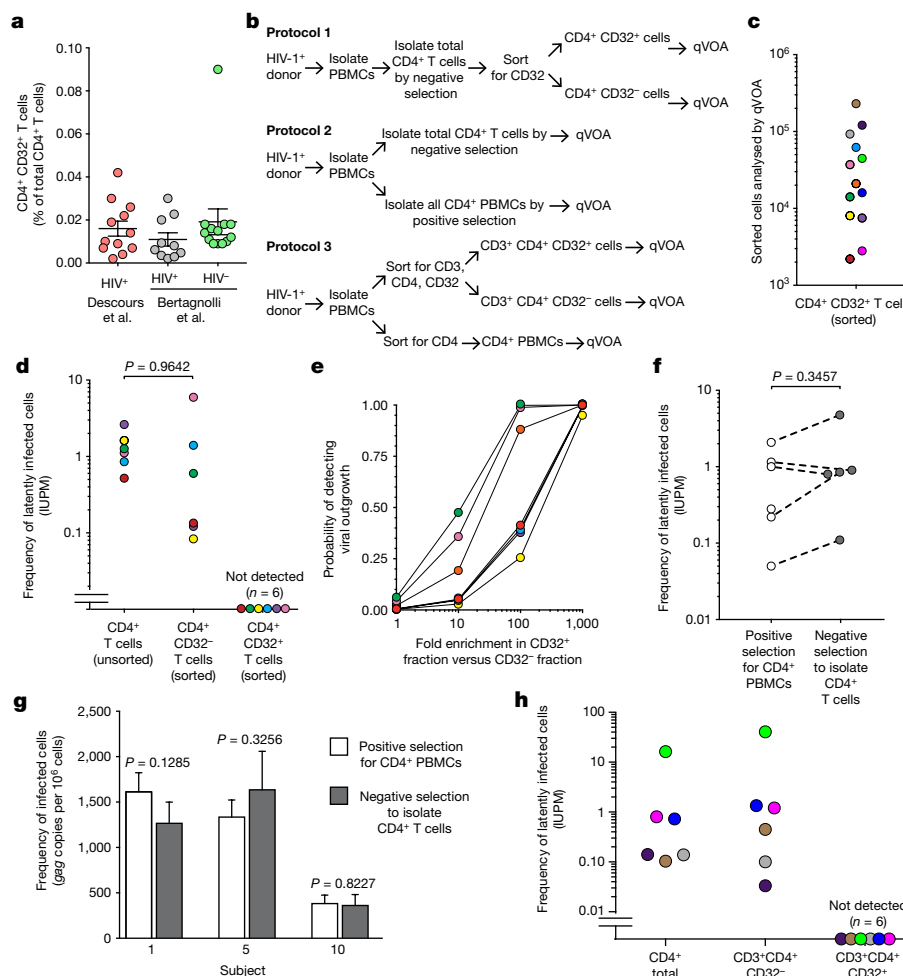 a
0.10
0.08
0.06
0.04
0.02
0.00
CD4+ CD32+ T cells
(% of total CD4+ T cells)
HIV+
HIV+
HIV−
Descours
et al.
Bertagnolli
et al.
b
Protocol 1
HIV-1+
donor
Isolate
PBMCs
Isolate total
CD4+ T cells
by negative
selection
Sort
for CD32
CD4+ CD32+ cells
qVOA
CD4+ CD32− cells
qVOA
Protocol 2
HIV-1+
donor
Isolate
PBMCs
Isolate total CD4+ T cells by
negative selection
qVOA
Isolate all CD4+ PBMCs by
positive selection
qVOA
Protocol 3
HIV-1+
donor
Isolate
PBMCs
Sort for CD3,
CD4, CD32
CD3+ CD4+ CD32+ cells
qVOA
CD3+ CD4+ CD32− cells
qVOA
Sort for CD4
CD4+ PBMCs
qVOA
c
10^6
10^5
10^4
10^3
Sorted cells analysed by qVOA
CD4+ CD32+ T cel
(sorted)
d
P = 0.9642
10
1
0.1
Frequency of latently infected cells
(IUPM)
Not detected
(n = 6)
CD4+
T cells
(unsorted)
CD4+
CD32−
T cells
(sorted)
CD4+
CD32+
T cells
(sorted)
e
1.00
0.75
0.50
0.25
0.00
Probability of detecting
viral outgrowth
1
10
100
1,000
Fold enrichment in CD32+
fraction versus CD32− fraction
f
P = 0.3457
10
1
0.1
0.01
Frequency of latently infected cells
(IUPM)
Positive
selection
for CD4+
PBMCs
Negative
selection
to isolate
CD4+
T cells
g
2,500
2,000
1,500
1,000
500
0
Frequency of infected cells
(gag copies per 10^6 cells)
P = 0.1285
P = 0.3256
P = 0.8227
Positive selection
for CD4+ PBMCs
Negative selection
to isolate
CD4+ T cells
1
5
10
Subject
h
100
10
1
0.10
0.01
Frequency of latently infected cells
(IUPM)
Not detected
(n = 6)
CD4+
total
CD3+CD4+
CD32−
CD3+CD4+
CD32+